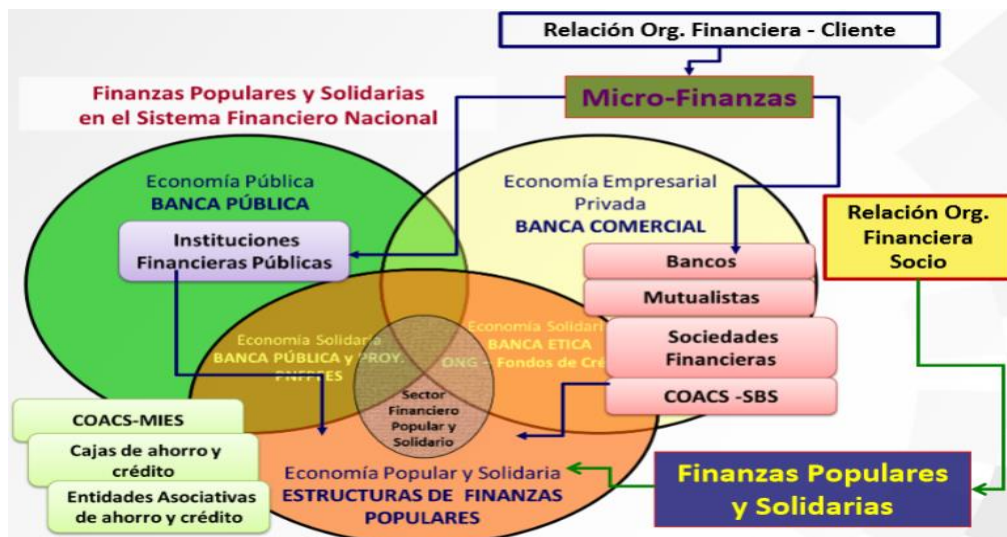 Relación Org. Financiera - Cliente
Finanzas Populares y Solidarias
en el Sistema Financiero Nacional
Micro-Finanzas
Economía Pública
BANCA PÚBLICA
Instituciones
Financieras Públicas
Economía Empresarial
Privada
BANCA COMERCIAL
Relación Org.
Financiera
Socio
Bancos
Mutualistas
Sociedades
Financieras
COACS -SBS
Economía Solidaria
BANCA PÚBLICA y PROY.
PNFPEES
Economía Solidar
BANCA ETICA
ONG - Fondos de Cré
Sector
Financiero
Popular y
Solidario
COACS-MIES
Cajas de ahorro y
crédito
Entidades Asociativas
de ahorro y crédito
Economía Popular y Solidaria
ESTRUCTURAS DE FINANZAS
POPULARES
Finanzas Populares
y Solidarias